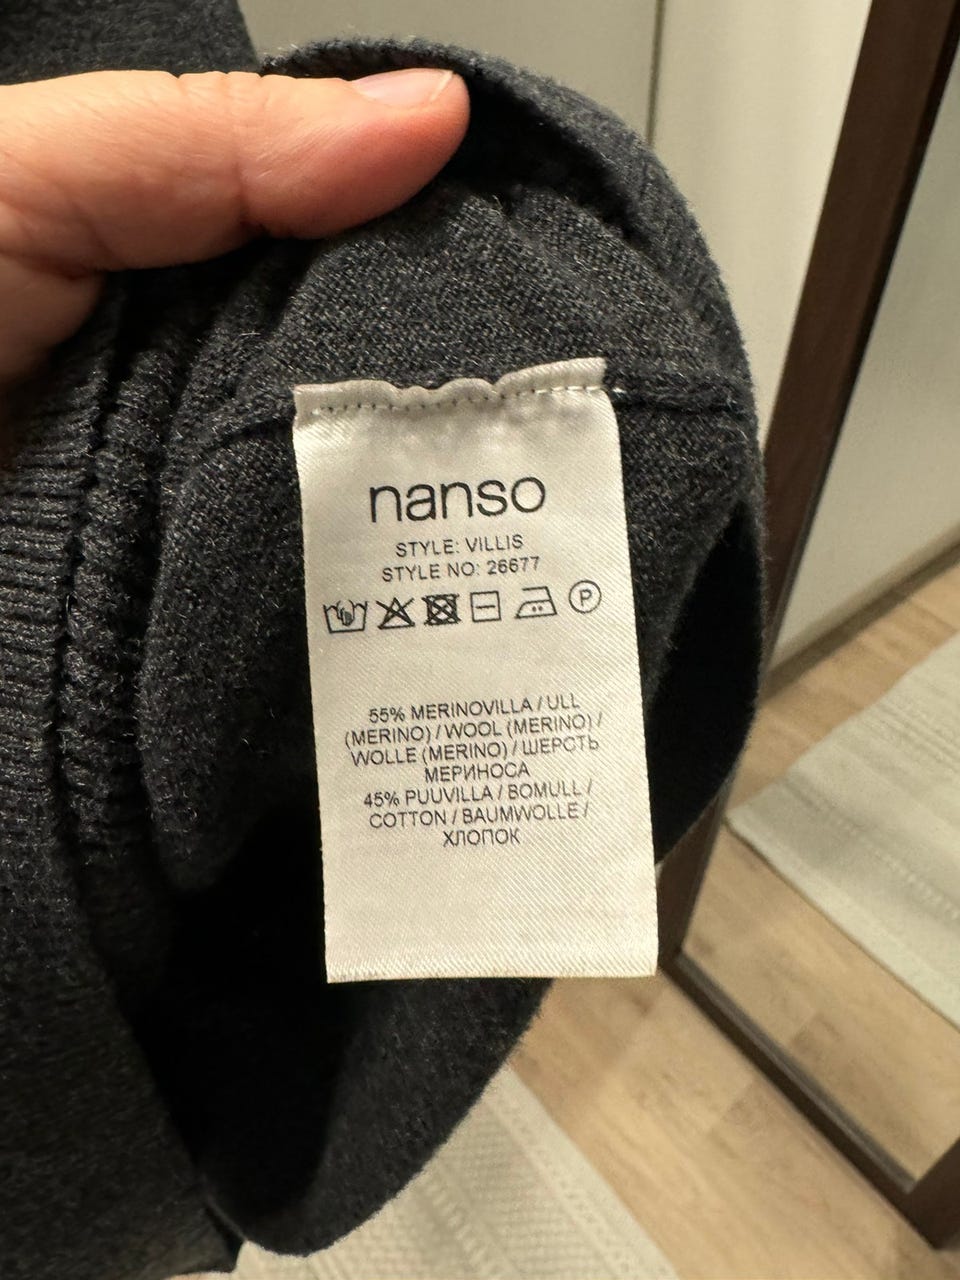 nanso
STYLE: VILLIS
STYLE NO: 26677
P
55% MERINOVILLA / ULL
(MERINO) / WOOL (MERINO) /
WOLLE (MERINO) / ШЕРСТЬ
МЕРИНОСА
45% PUUVILLA / BOMULL /
COTTON / BAUMWOLLE /
ХЛОПОК